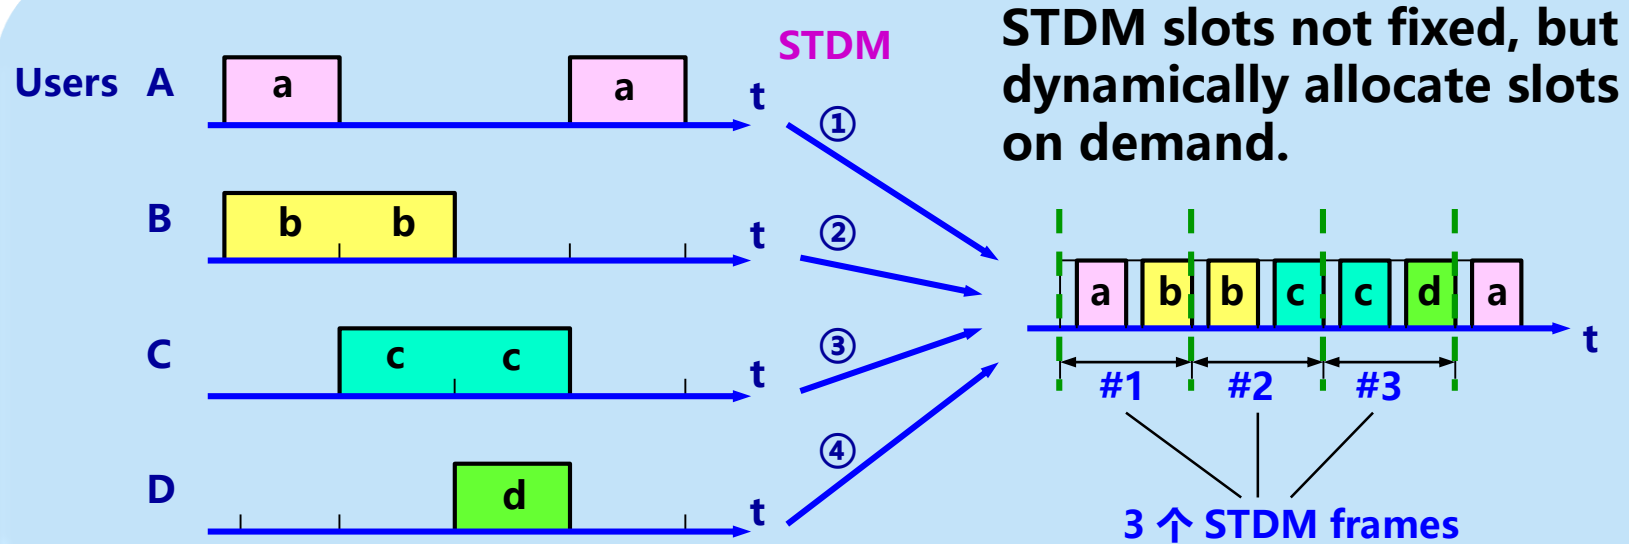 STDM slots not fixed, but
dynamically allocate slots
on demand.
STDM
Users A
a
a
t
①
B
b b
t
②
C
c c
t
③
D
d
t
④
a b b c c d a
t
#1 #2 #3
3 个 STDM frames